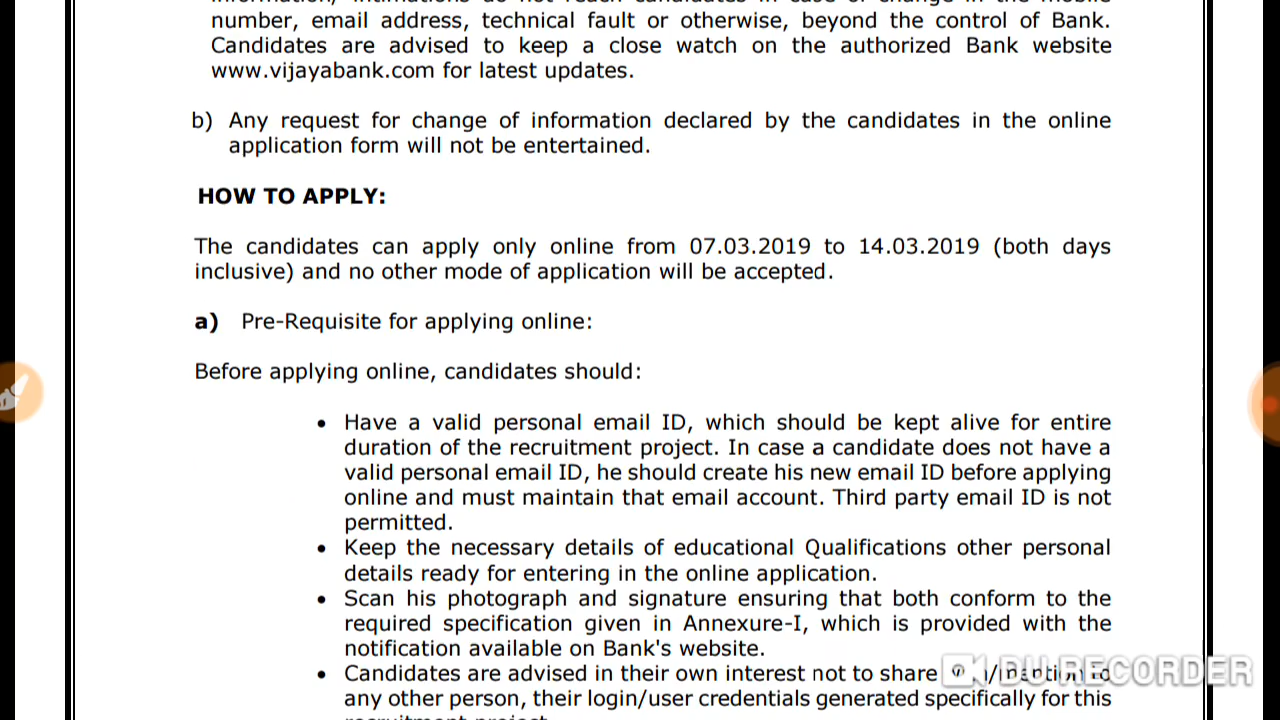 number, email address, technical fault or otherwise, beyond the control of Bank.
Candidates are advised to keep a close watch on the authorized Bank website
www.vijayabank.com for latest updates.
b) Any request for change of information declared by the candidates in the online
application form will not be entertained.
HOW TO APPLY:
The candidates can apply only online from 07.03.2019 to 14.03.2019 (both days
inclusive) and no other mode of application will be accepted.
a) Pre-Requisite for applying online:
Before applying online, candidates should:
• Have a valid personal email ID, which should be kept alive for entire
duration of the recruitment project. In case a candidate does not have a
valid personal email ID, he should create his new email ID before applying
online and must maintain that email account. Third party email ID is not
permitted.
• Keep the necessary details of educational Qualifications other personal
details ready for entering in the online application.
• Scan his photograph and signature ensuring that both conform to the
required specification given in Annexure-I, which is provided with the
notification available on Bank's website.
• Candidates are advised in their own interest not to share
any other person, their login/user credentials generated specifically for this
DU RECORDER